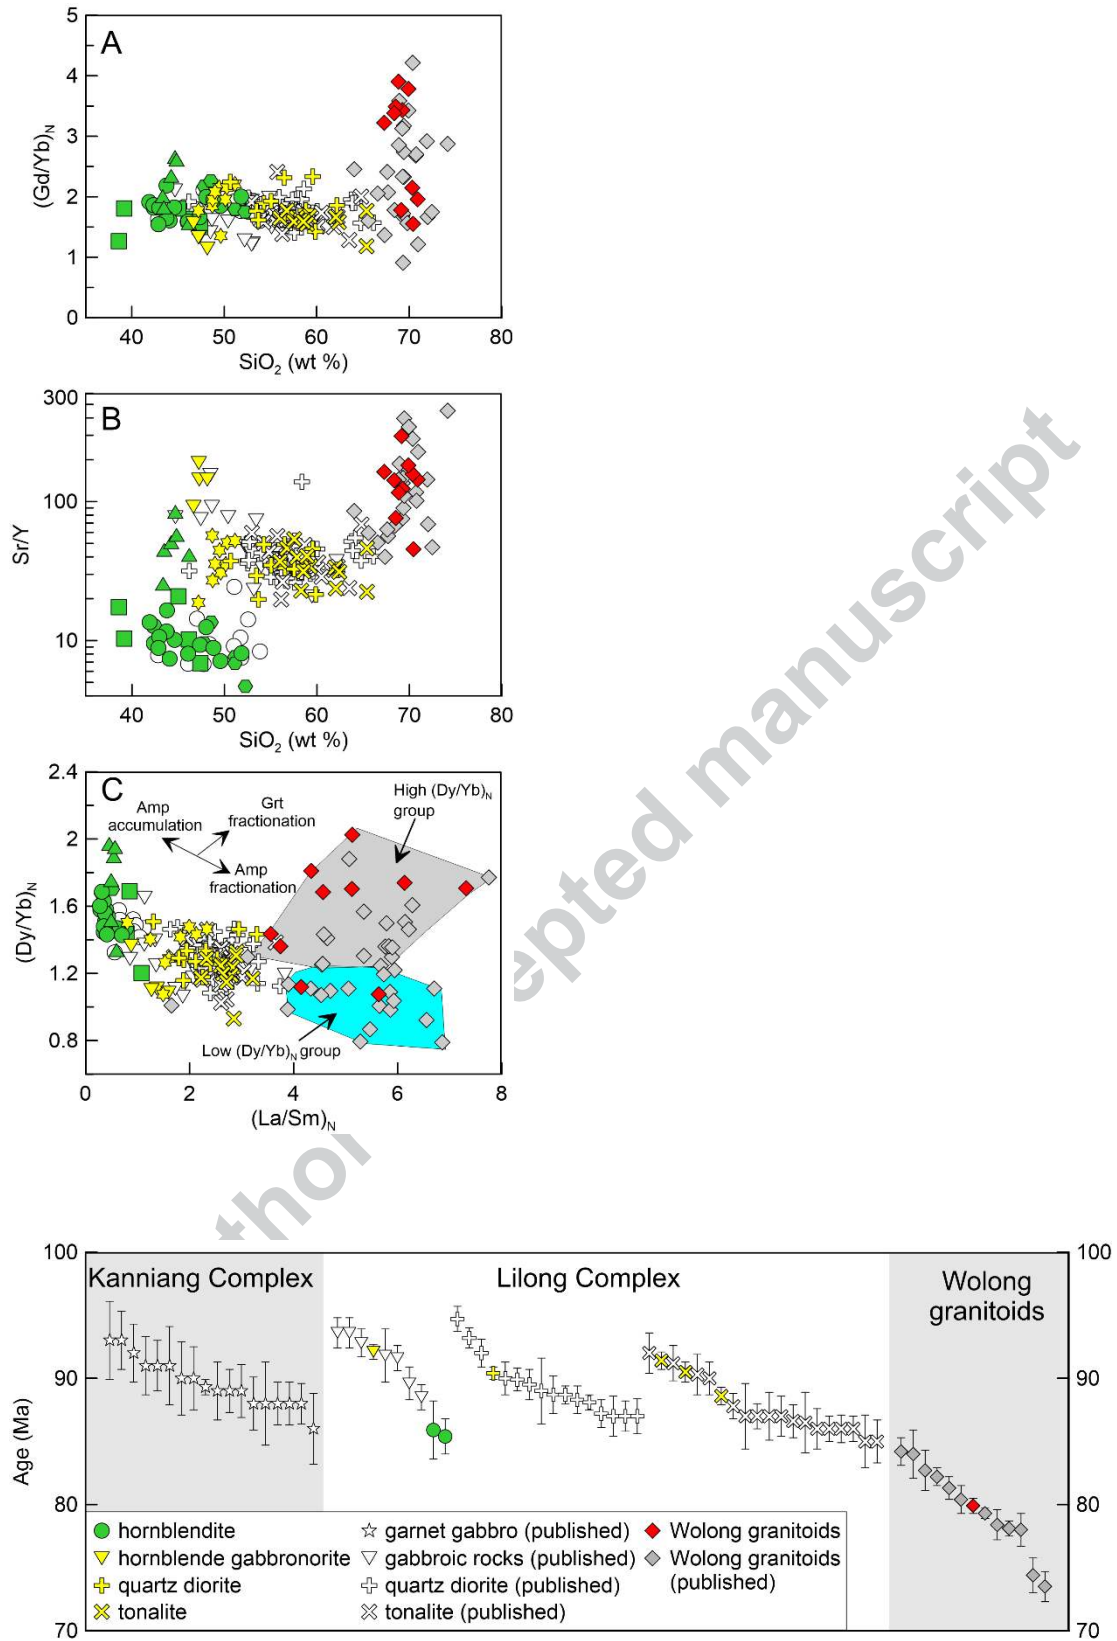 A
5
4
3
2
1
0
(Gd/Yb)N
40 50 60 70 80
SiO2 (wt %)
B
300
100
10
Sr/Y
40 50 60 70 80
SiO2 (wt %)
C
2.4
2
1.6
1.2
0.8
(Dy/Yb)N
Amp
accumulation
Grt
fractionation
Amp
fractionation
High (Dy/Yb)N
group
Low (Dy/Yb)N group
0 2 4 6 8
(La/Sm)N
epted manuscript
thor
100
90
80
70
Age (Ma)
Kanniang Complex
Lilong Complex
Wolong
granitoids
100
90
80
70
hornblendite
hornblende gabbronorite
quartz diorite
tonalite
garnet gabbro (published)
gabbroic rocks (published)
quartz diorite (published)
tonalite (published)
Wolong granitoids
Wolong granitoids
(published)